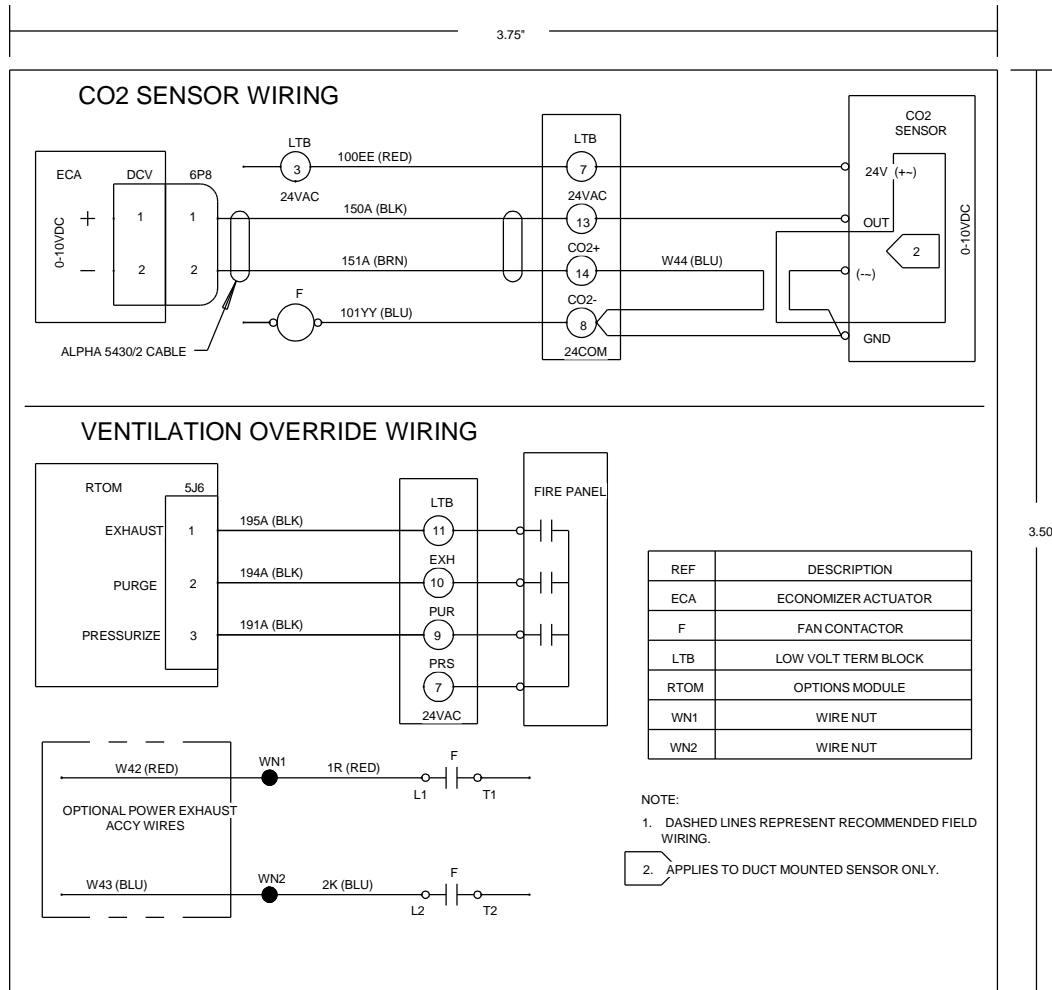 3.75"
CO2 SENSOR WIRING
ECA
DCV
6P8
0-10VDC
+
1
1
–
2
2
LTB
3
24VAC
100EE (RED)
150A (BLK)
151A (BRN)
F
101YY (BLU)
ALPHA 5430/2 CABLE
LTB
7
24VAC
13
CO2+
14
CO2-
8
24COM
W44 (BLU)
CO2
SENSOR
24V (+~)
OUT
2
0-10VDC
(-~)
GND
3.50
VENTILATION OVERRIDE WIRING
RTOM
5J6
EXHAUST
1
PURGE
2
PRESSURIZE
3
195A (BLK)
194A (BLK)
191A (BLK)
LTB
11
EXH
10
PUR
9
PRS
7
24VAC
FIRE PANEL
REF DESCRIPTION
ECA ECONOMIZER ACTUATOR
F FAN CONTACTOR
LTB LOW VOLT TERM BLOCK
RTOM OPTIONS MODULE
WN1 WIRE NUT
WN2 WIRE NUT
W42 (RED)
WN1
1R (RED)
F
L1
T1
OPTIONAL POWER EXHAUST
ACCY WIRES
W43 (BLU)
WN2
2K (BLU)
F
L2
T2
NOTE:
1. DASHED LINES REPRESENT RECOMMENDED FIELD
WIRING.
2. APPLIES TO DUCT MOUNTED SENSOR ONLY.